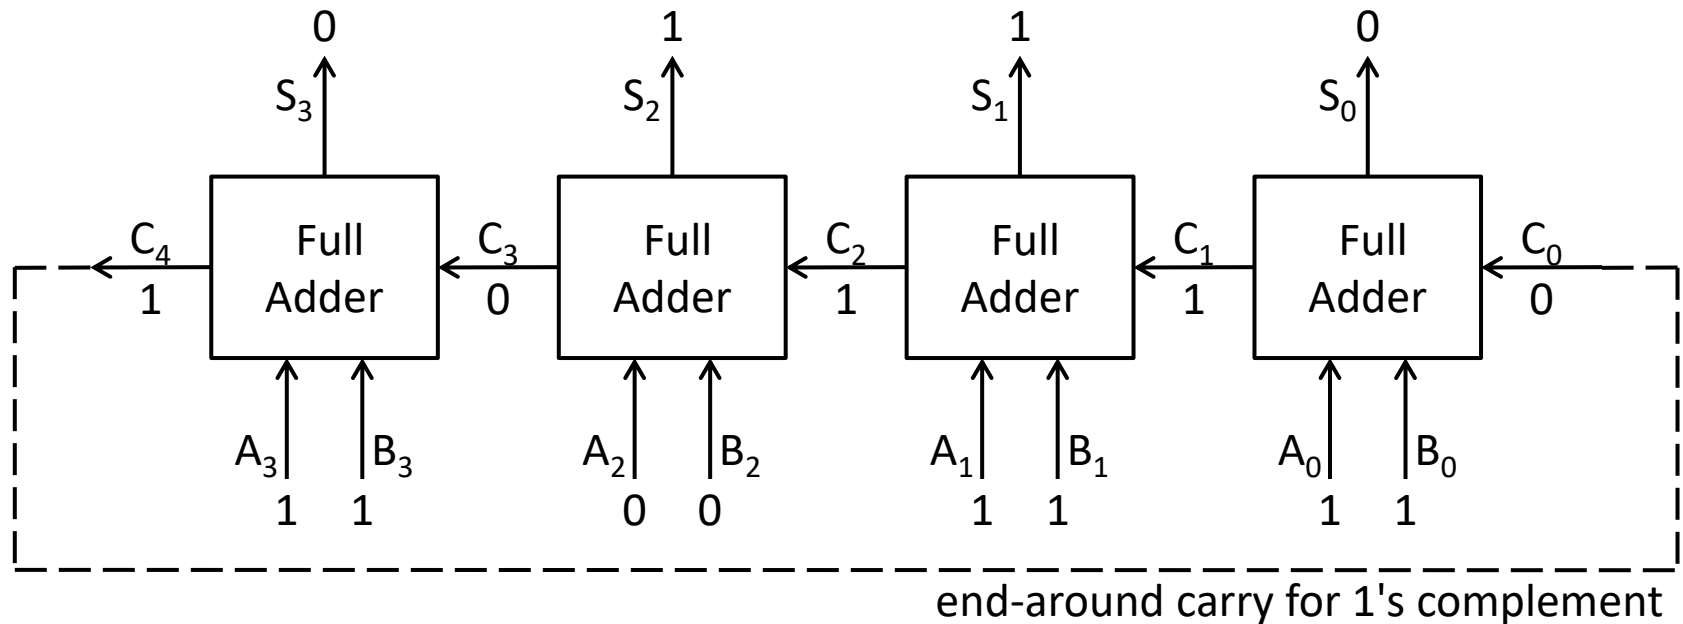 0 1 1 0
S3 S2 S1 S0
C4 Full C3 Full C2 Full C1 Full C0
1 Adder 0 Adder 1 Adder 1 Adder 0
A3 B3 A2 B2 A1 B1 A0 B0
1 1 0 0 1 1 1 1
end-around carry for 1's complement